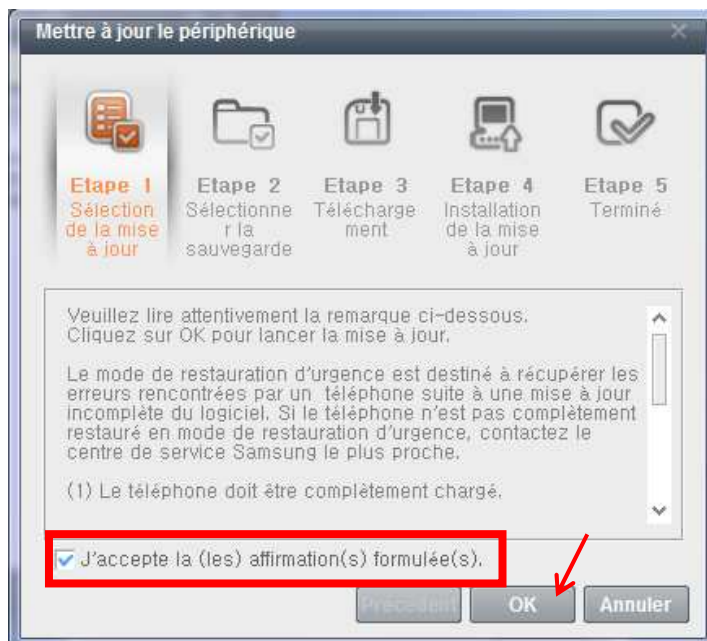 Mettre à jour le périphérique
Etape 1
Sélection
de la mise
à jour
Etape 2
Sélectionne
r la
sauvegarde
Etape 3
Télécharge
ment
Etape 4
Installation
de la mise
à jour
Etape 5
Terminé
Veuillez lire attentivement la remarque ci-dessous.
Cliquez sur OK pour lancer la mise à jour.
Le mode de restauration d'urgence est destiné à récupérer les
erreurs rencontrées par un téléphone suite à une mise à jour
incomplète du logiciel. Si le téléphone n'est pas complètement
restauré en mode de restauration d'urgence, contactez le
centre de service Samsung le plus proche.
(1) Le téléphone doit être complètement chargé.
J'accepte la (les) affirmation(s) formulée(s).
Précédent
OK
Annuler